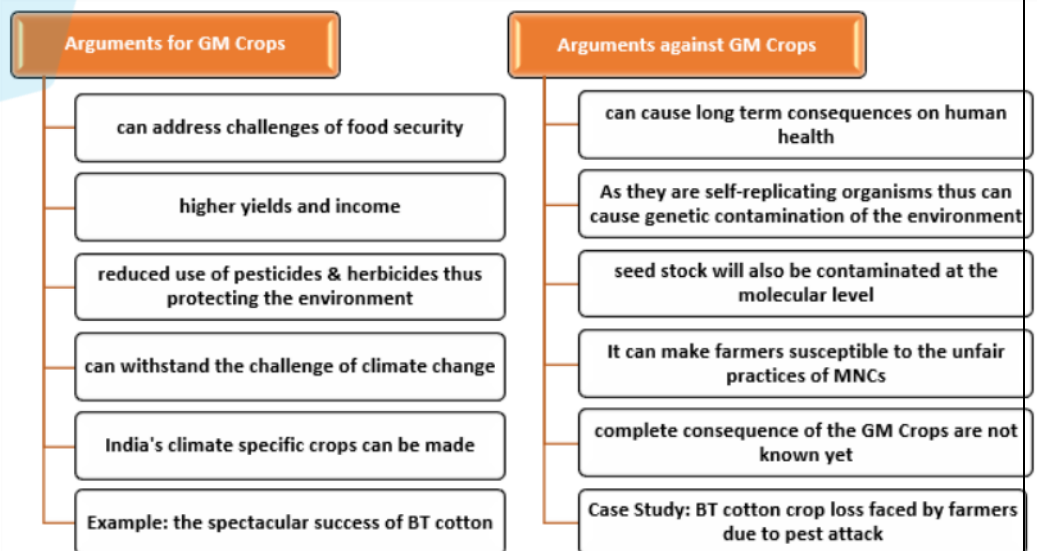 Arguments for GM Crops
can address challenges of food security
higher yields and income
reduced use of pesticides & herbicides thus
protecting the environment
can withstand the challenge of climate change
India's climate specific crops can be made
Example: the spectacular success of BT cotton
Arguments against GM Crops
can cause long term consequences on human
health
As they are self-replicating organisms thus can
cause genetic contamination of the environment
seed stock will also be contaminated at the
molecular level
It can make farmers susceptible to the unfair
practices of MNCs
complete consequence of the GM Crops are not
known yet
Case Study: BT cotton crop loss faced by farmers
due to pest attack